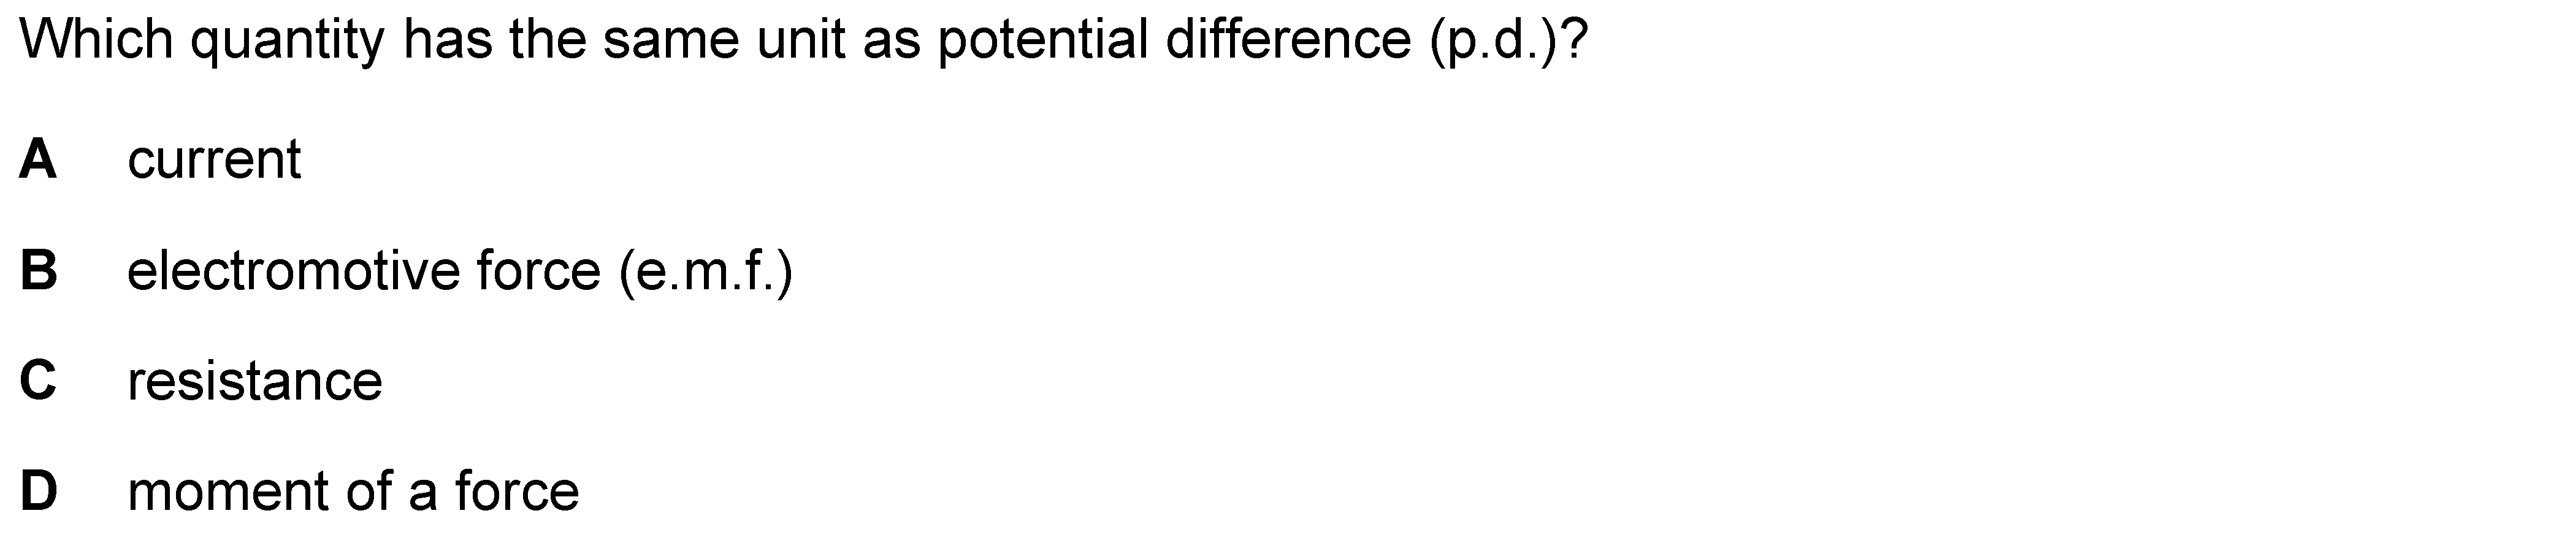 Which quantity has the same unit as potential difference (p.d.)?
A current
B electromotive force (e.m.f.)
C resistance
D moment of a force